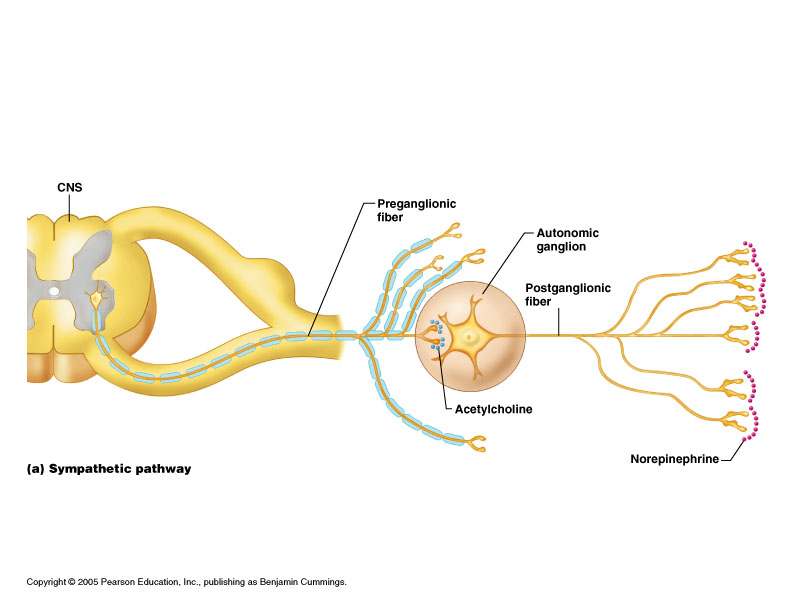 CNS
Preganglionic
fiber
Autonomic
ganglion
Postganglionic
fiber
Acetylcholine
Norepinephrine
(a) Sympathetic pathway
Copyright © 2005 Pearson Education, Inc., publishing as Benjamin Cummings.